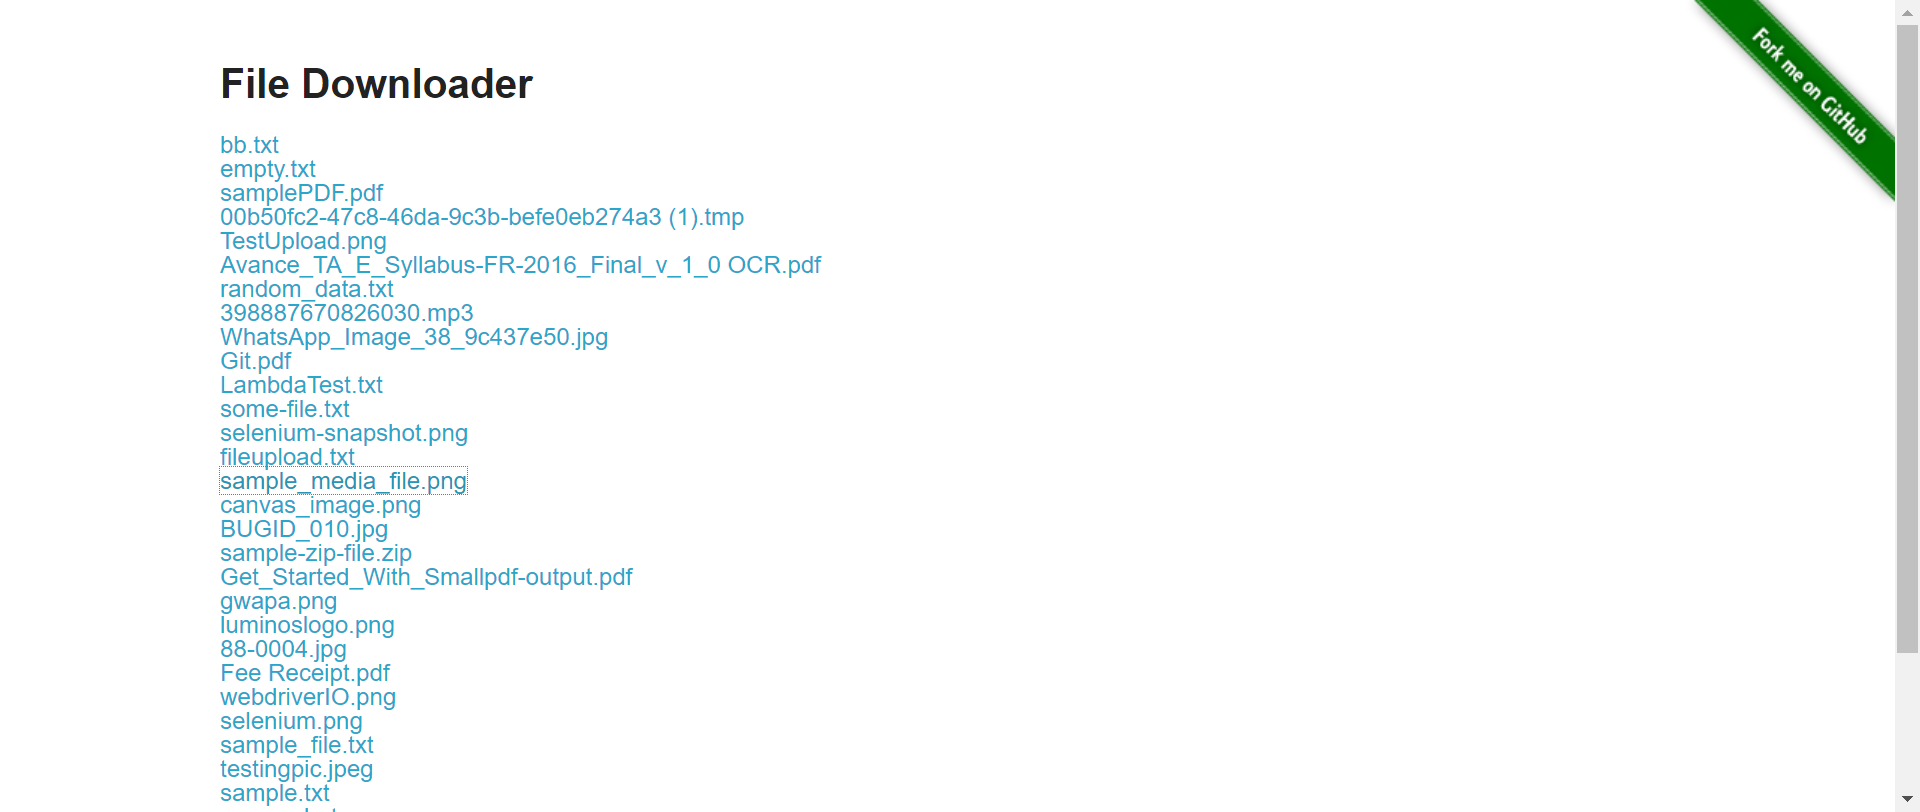 Fork me on GitHub
File Downloader
bb.txt
empty.txt
samplePDF.pdf
00b50fc2-47c8-46da-9c3b-befe0eb274a3 (1).tmp
TestUpload.png
Avance_TA_E_Syllabus-FR-2016_Final_v_1_0 OCR.pdf
random_data.txt
398887670826030.mp3
WhatsApp_Image_38_9c437e50.jpg
Git.pdf
LambdaTest.txt
some-file.txt
selenium-snapshot.png
fileupload.txt
sample_media_file.png
canvas_image.png
BUGID_010.jpg
sample-zip-file.zip
Get_Started_With_Smallpdf-output.pdf
gwapa.png
luminoslogo.png
88-0004.jpg
Fee Receipt.pdf
webdriverIO.png
selenium.png
sample_file.txt
testingpic.jpeg
sample.txt